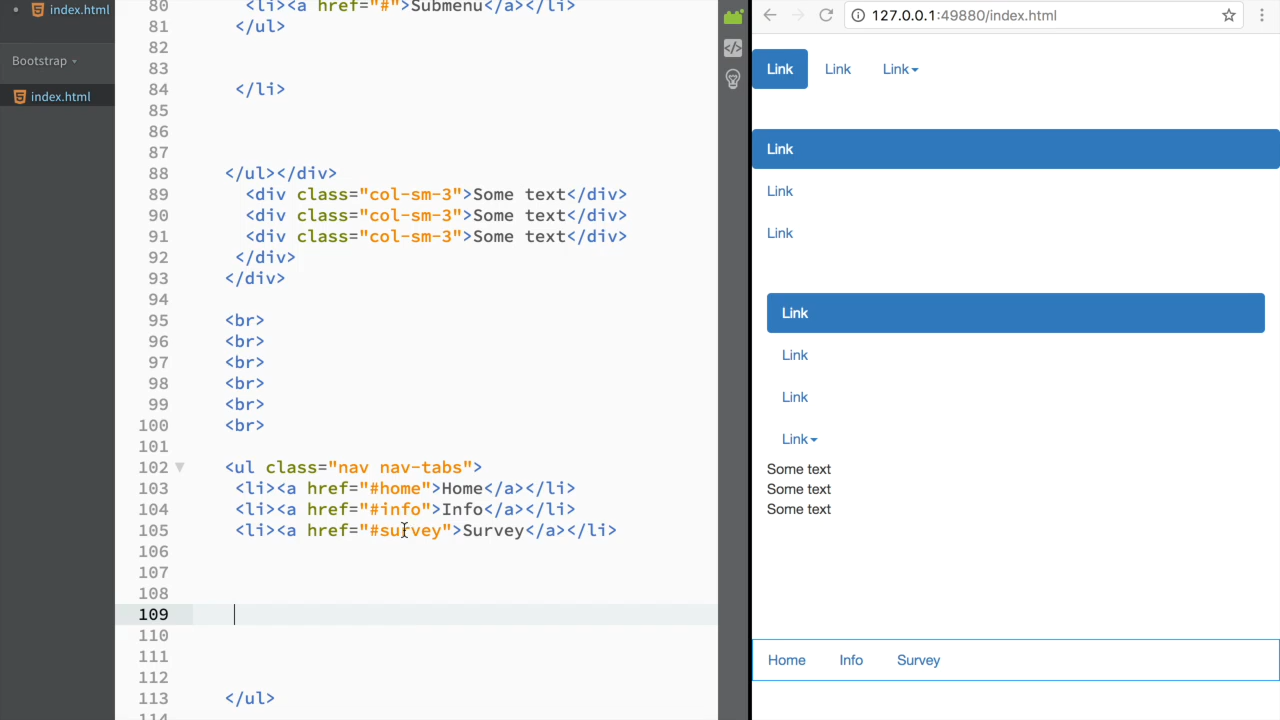 index.html
Bootstrap
index.html
80 <li><a href="#">Submenu</a></li>
81 </ul>
82
83
84 </li>
85
86
87
88 </ul></div>
89 <div class="col-sm-3">Some text</div>
90 <div class="col-sm-3">Some text</div>
91 <div class="col-sm-3">Some text</div>
92 </div>
93 </div>
94
95 <br>
96 <br>
97 <br>
98 <br>
99 <br>
100 <br>
101
102 <ul class="nav nav-tabs">
103 <li><a href="#home">Home</a></li>
104 <li><a href="#info">Info</a></li>
105 <li><a href="#survey">Survey</a></li>
106
107
108
109
110
111
112
113 </ul>
114
127.0.0.1:49880/index.html
Link Link Link
Link
Link
Link
Link
Link
Link
Link
Some text
Some text
Some text
Home Info Survey